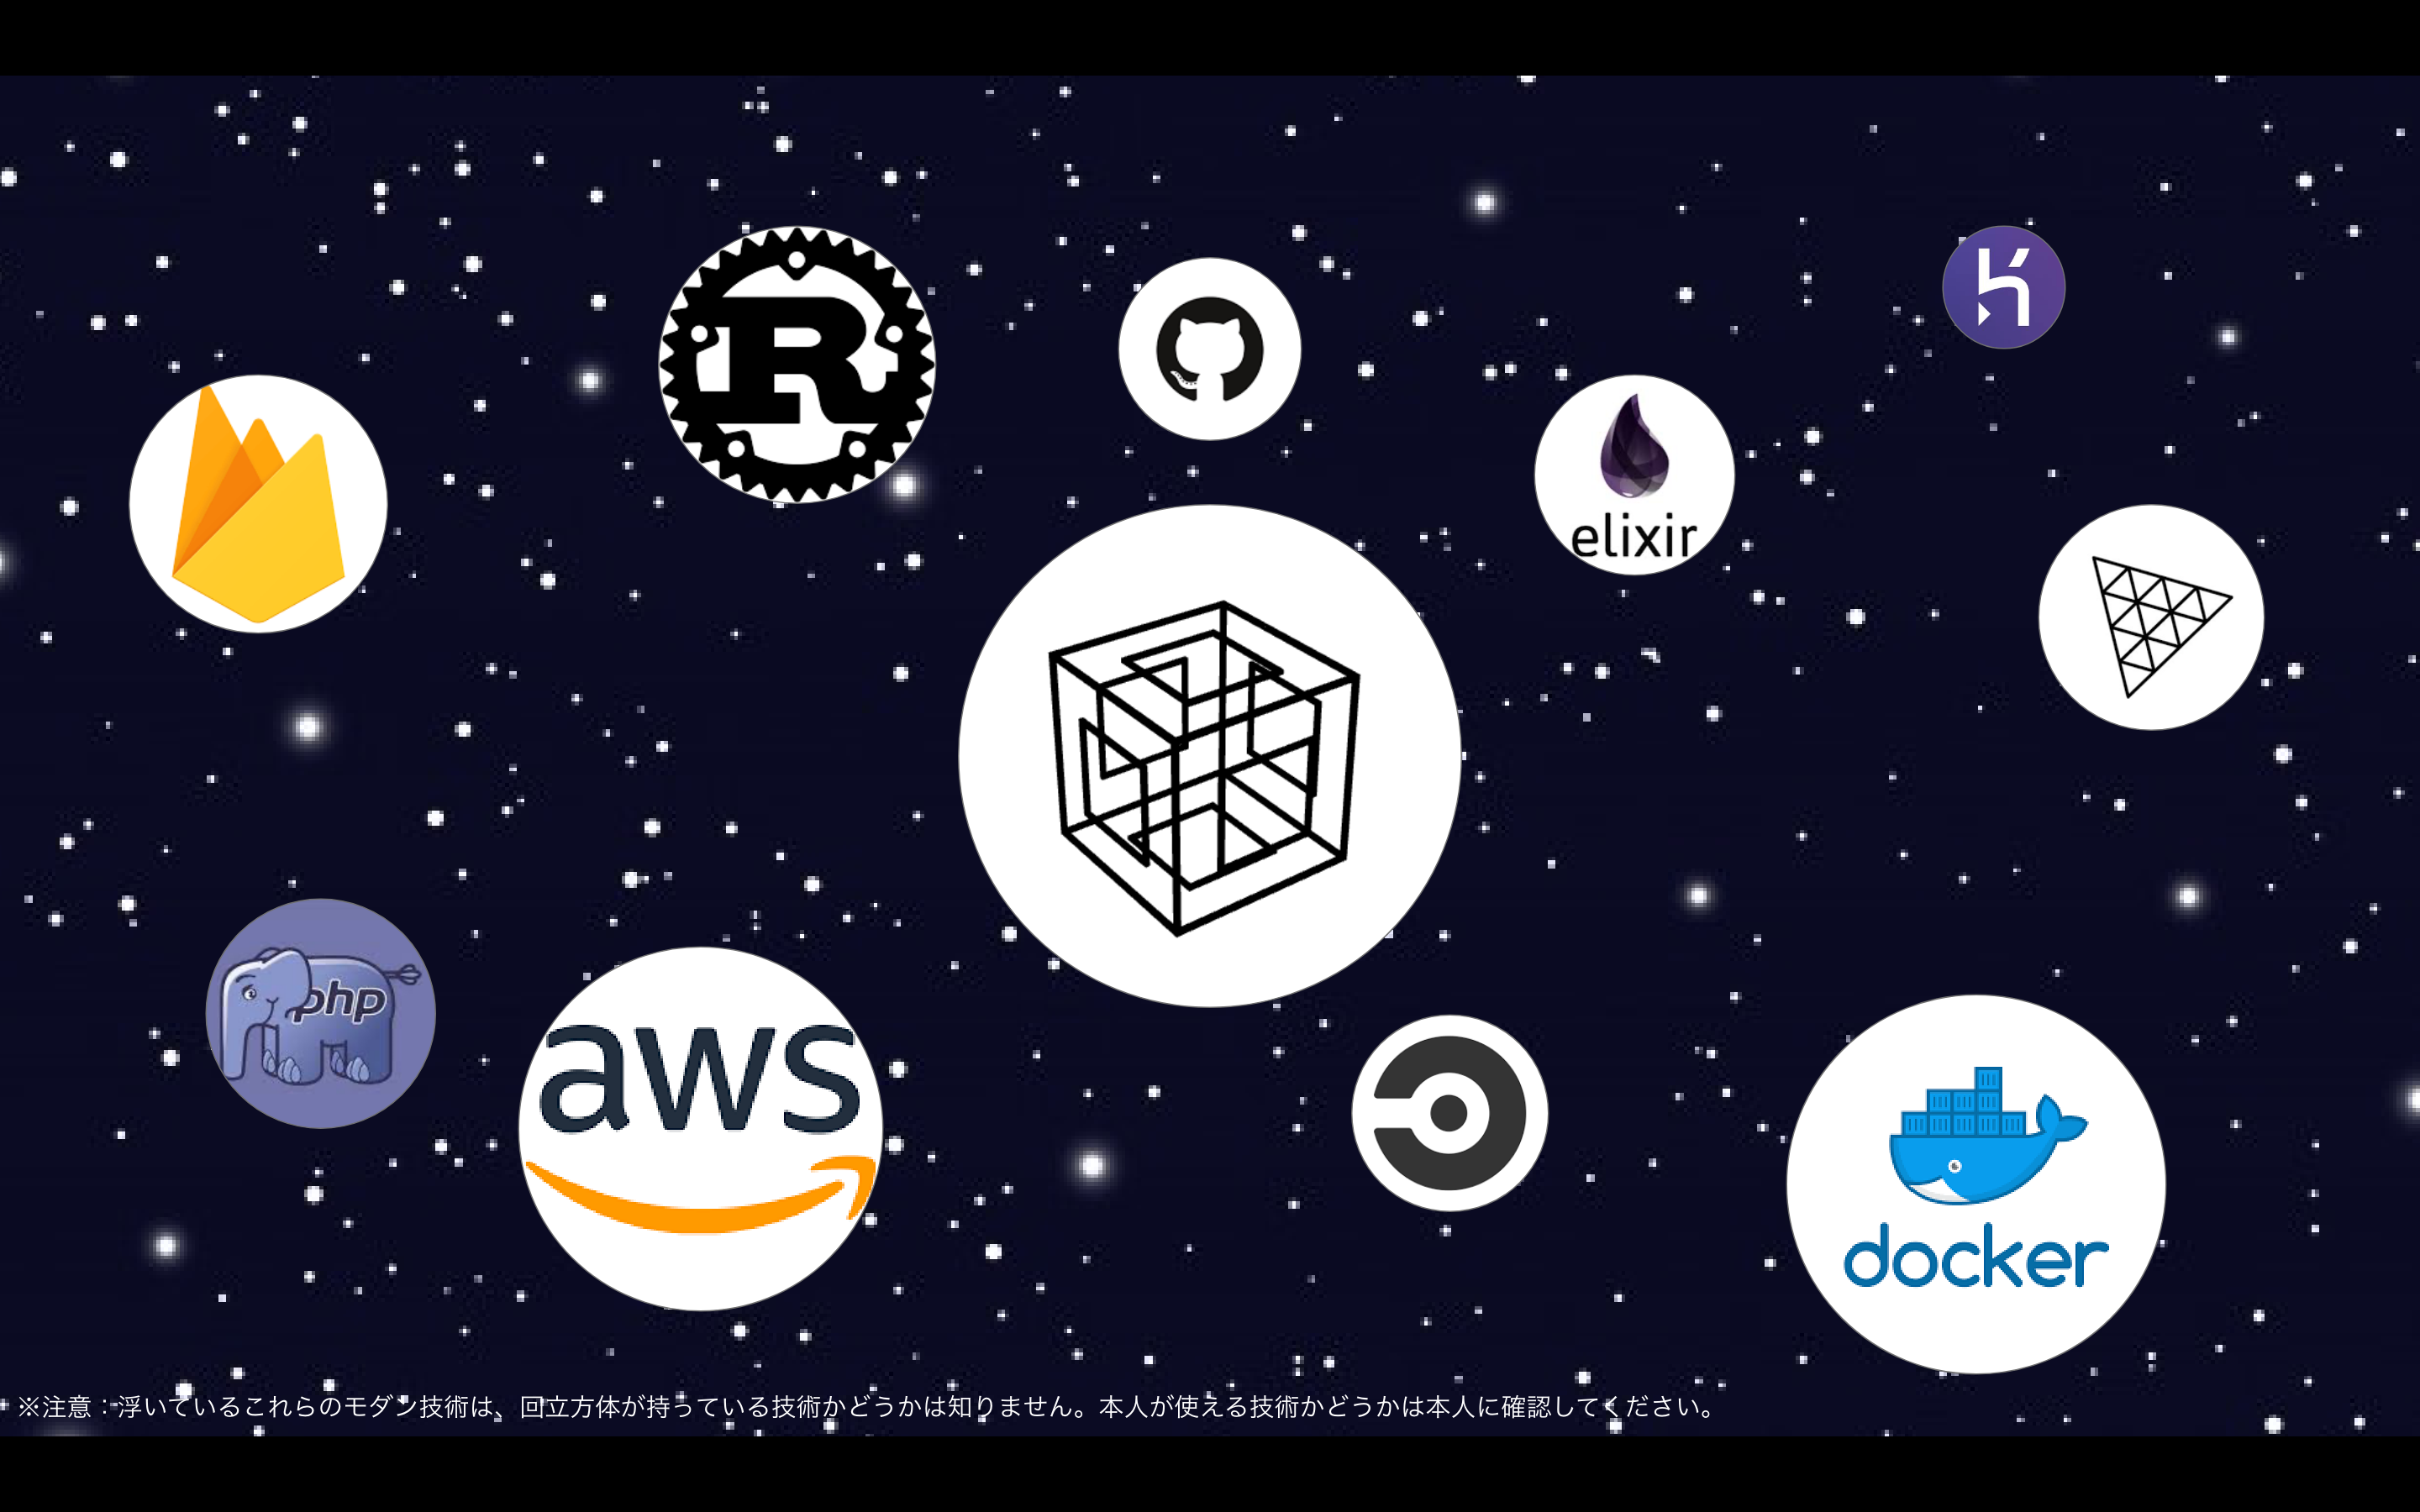 R
elixir
php
aws
docker
※注意：浮いているこれらのモダン技術は、回立方体が持っている技術かどうかは知りません。本人が使える技術かどうかは本人に確認してください。